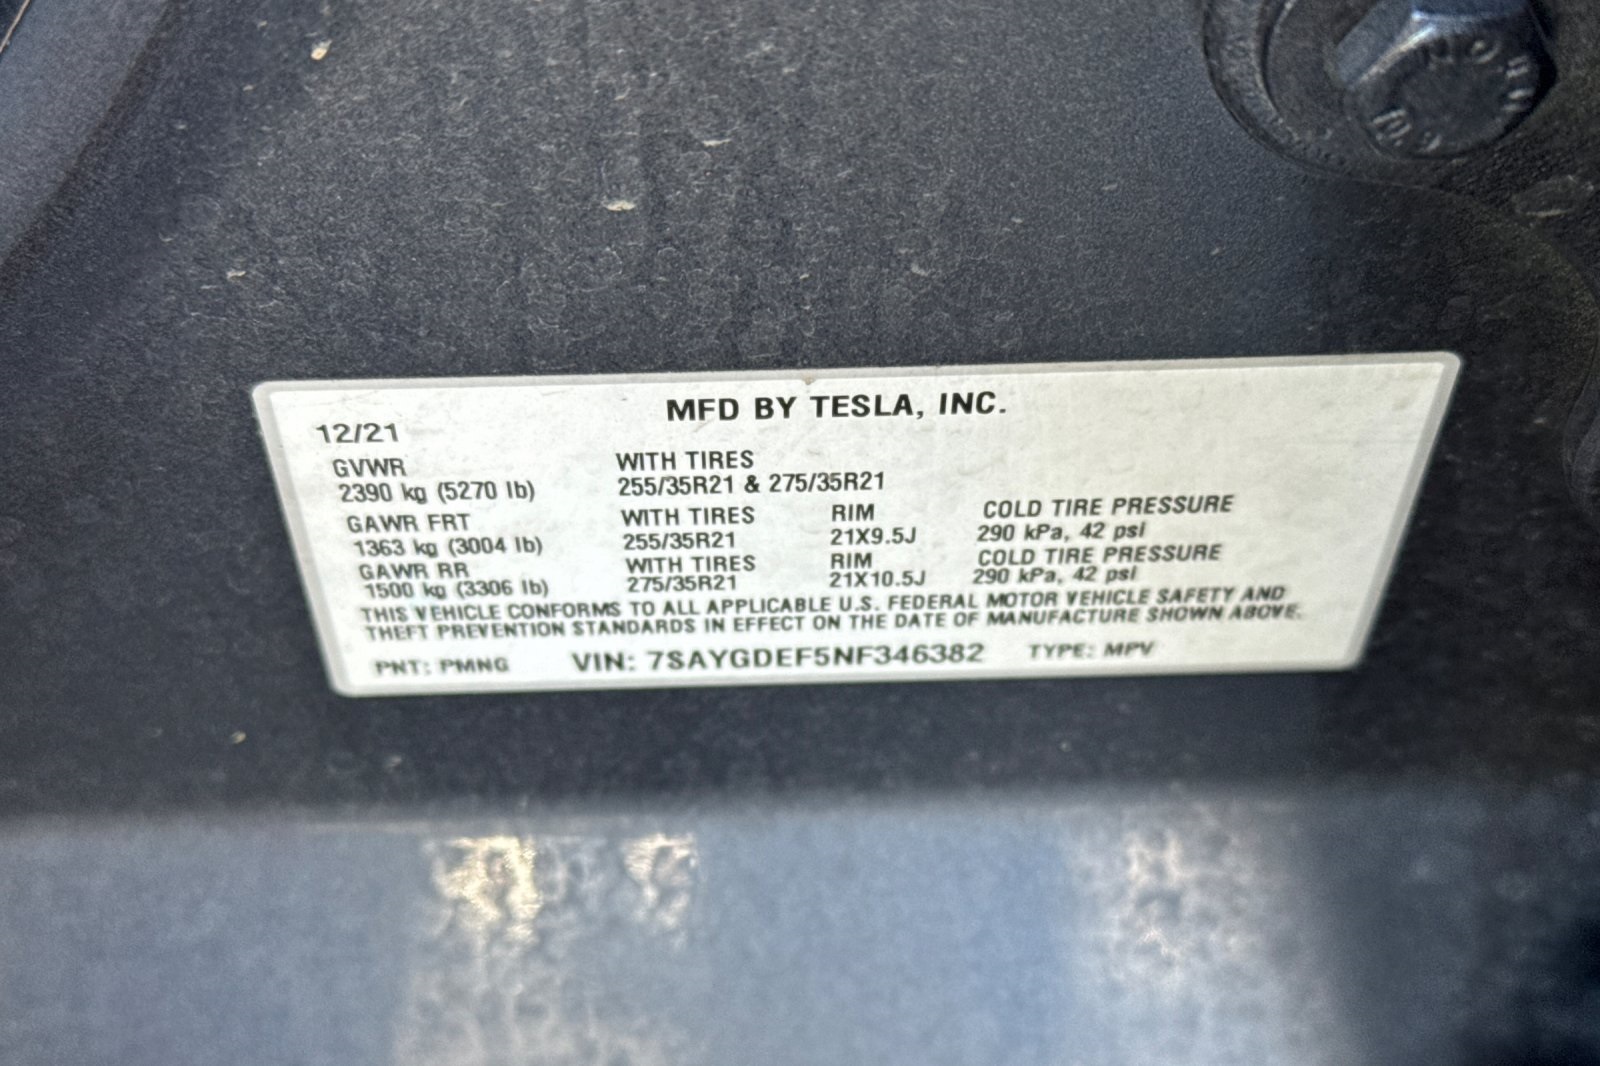 MFD BY TESLA, INC.
12/21
GVWR WITH TIRES
2390 kg (5270 lb) 255/35R21 & 275/35R21
GAWR FRT WITH TIRES RIM COLD TIRE PRESSURE
1363 kg (3004 lb) 255/35R21 21X9.5J 290 kPa, 42 psi
GAWR RR WITH TIRES RIM COLD TIRE PRESSURE
1500 kg (3306 lb) 275/35R21 21X10.5J 290 kPa, 42 psi
THIS VEHICLE CONFORMS TO ALL APPLICABLE U.S. FEDERAL MOTOR VEHICLE SAFETY AND
THEFT PREVENTION STANDARDS IN EFFECT ON THE DATE OF MANUFACTURE SHOWN ABOVE.
PNT: PMNG VIN: 7SAYGDEF5NF346382 TYPE: MPV